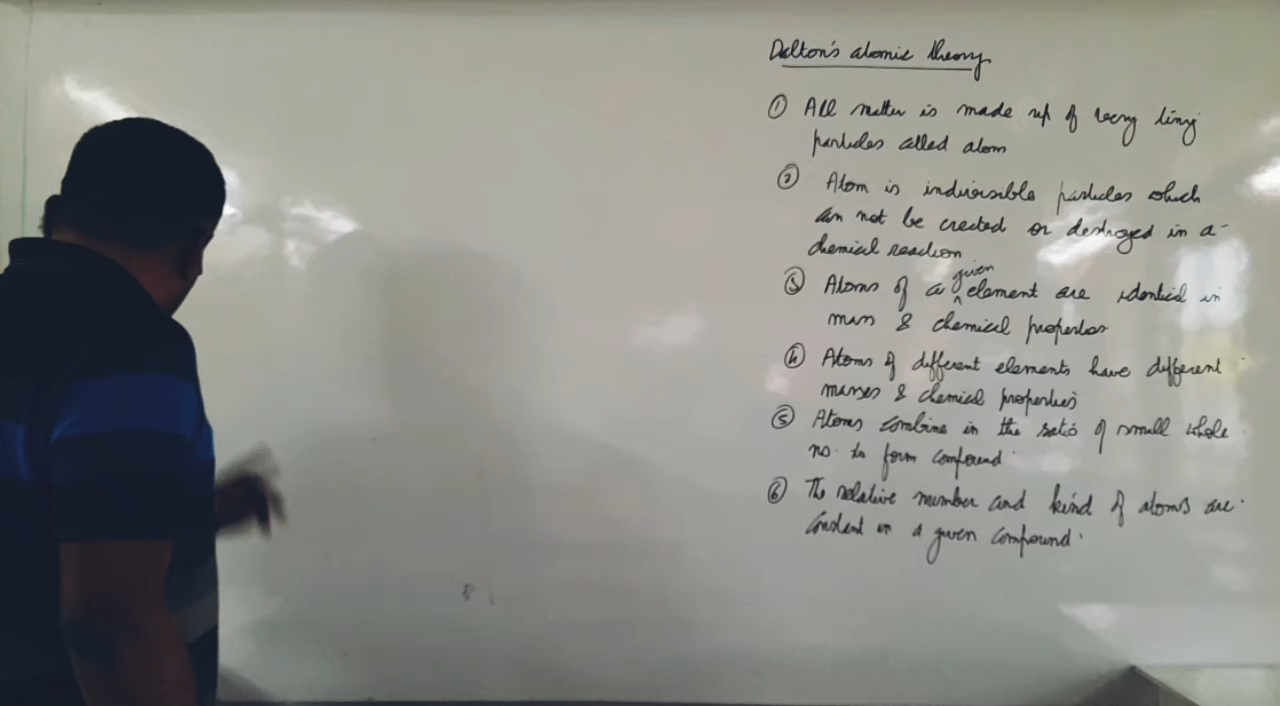 Dalton's atomic theory
① All matter is made up of very tiny
particles called atom
② Atom is indivisible particles which
can not be created or destroyed in a
chemical reaction
③ Atoms of a given element are identical in
mass & chemical properties
④ Atoms of different elements have different
masses & chemical properties
⑤ Atoms combine in the ratio of small whole
no. to form compound
⑥ The relative number and kind of atoms are
constant in a given compound.